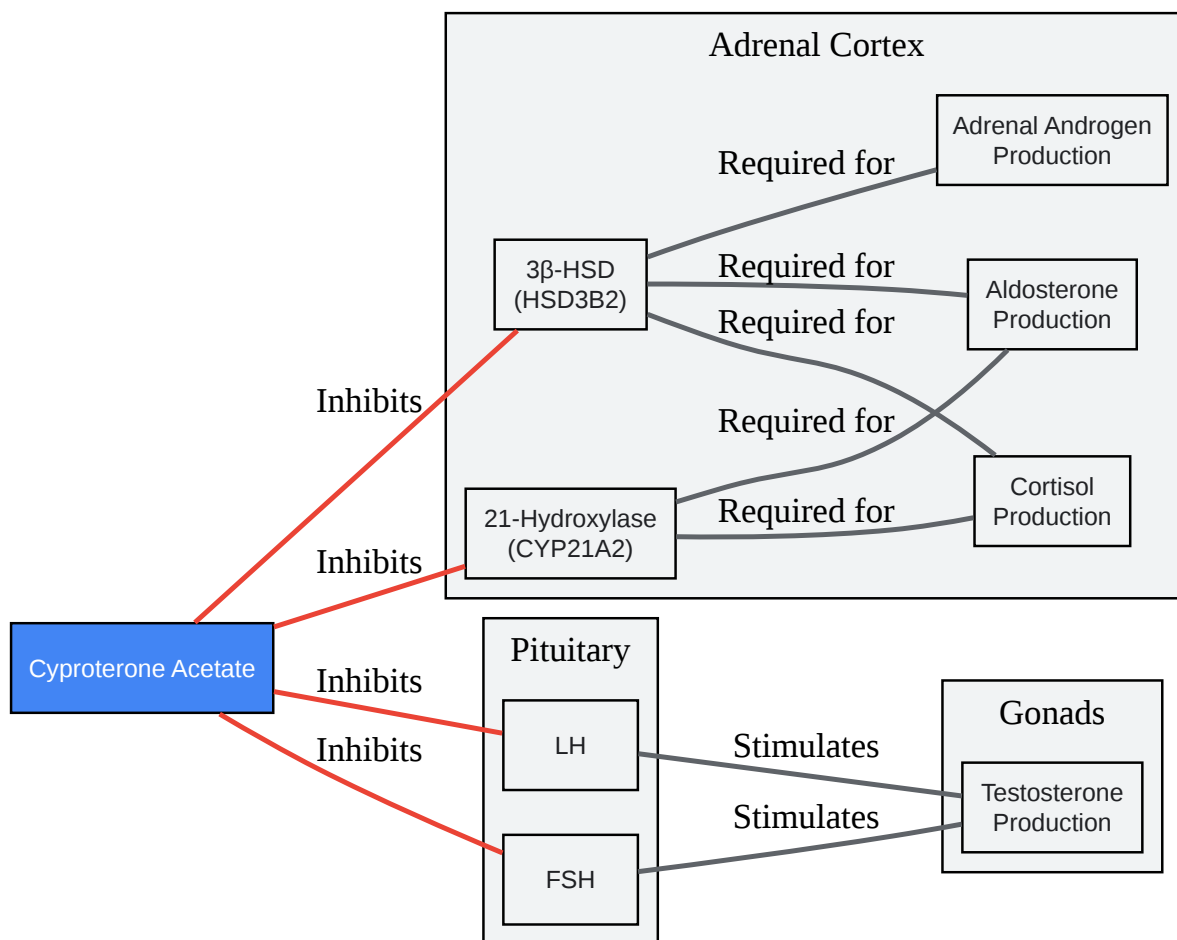 Adrenal Cortex
Adrenal Androgen
Production
Required for
3β-HSD
(HSD3B2)
Required for
Aldosterone
Production
Required for
Inhibits
Required for
Cortisol
Production
21-Hydroxylase
(CYP21A2)
Required for
Inhibits
Cyproterone Acetate
Pituitary
Inhibits
LH
Inhibits
FSH
Stimulates
Stimulates
Gonads
Testosterone
Production